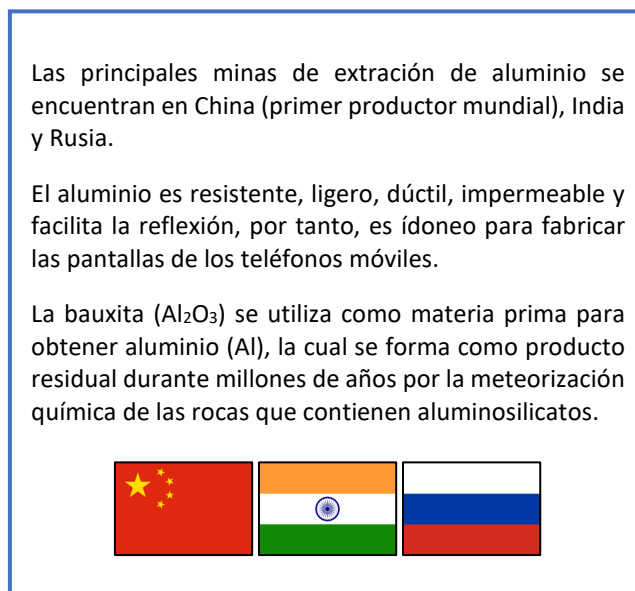 Las principales minas de extracción de aluminio se
encuentran en China (primer productor mundial), India
y Rusia.
El aluminio es resistente, ligero, dúctil, impermeable y
facilita la reflexión, por tanto, es ídoneo para fabricar
las pantallas de los teléfonos móviles.
La bauxita (Al₂O₃) se utiliza como materia prima para
obtener aluminio (Al), la cual se forma como producto
residual durante millones de años por la meteorización
química de las rocas que contienen aluminosilicatos.